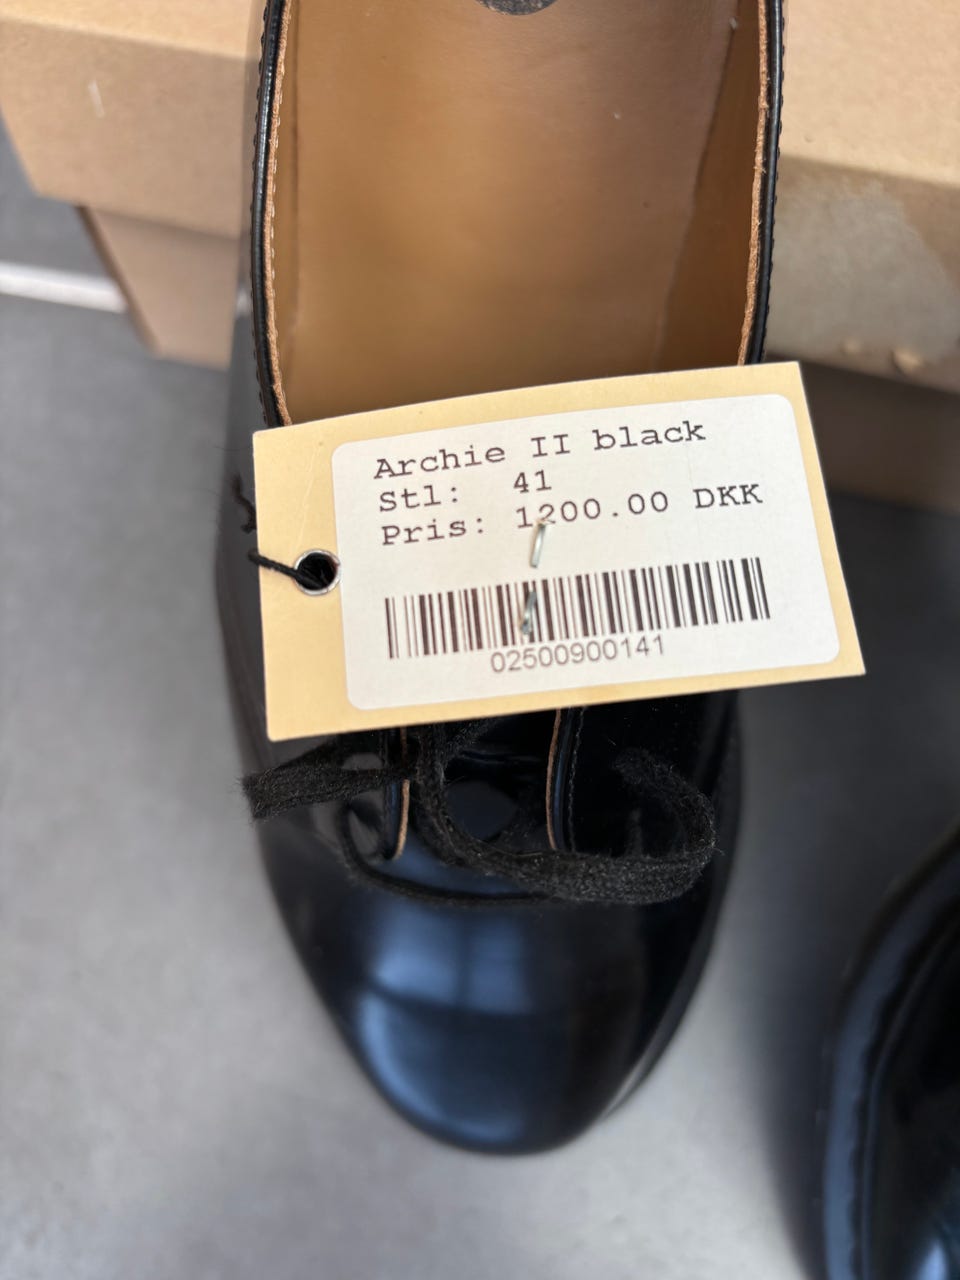 Archie II black
Stl: 41
Pris: 1200.00 DKK
02500900141